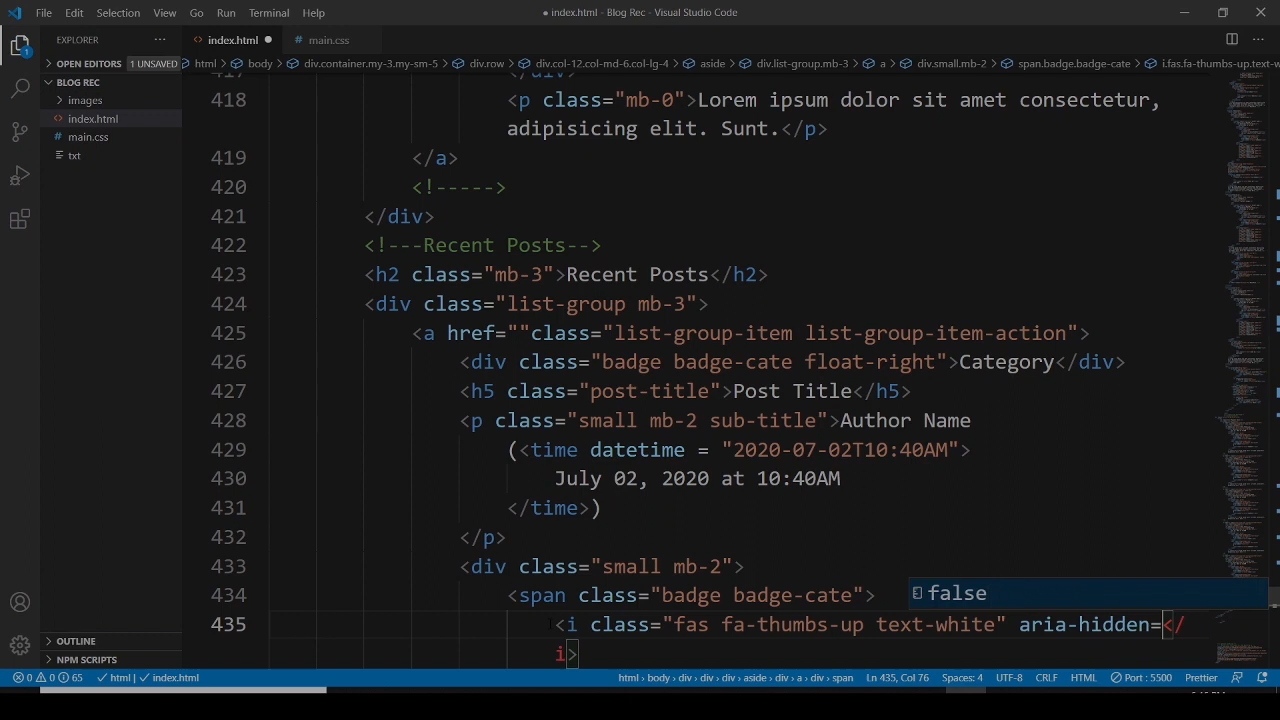 File Edit Selection View Go Run Terminal Help
● index.html - Blog Rec - Visual Studio Code
EXPLORER
index.html
main.css
OPEN EDITORS 1 UNSAVED
html > body > div.container.my-3.my-sm-5 > div.row > div.col-12.col-md-6.col-lg-4 > aside > div.list-group.mb-3 > a > div.small.mb-2 > span.badge.badge-cate > i.fas.fa-thumbs-up.text-w
BLOG REC
images
index.html
main.css
txt
1
418 <p class="mb-0">Lorem ipsum dolor sit amet consectetur,
adipisicing elit. Sunt.</p>
419 </a>
420 <!----->
421 </div>
422 <!---Recent Posts-->
423 <h2 class="mb-3">Recent Posts</h2>
424 <div class="list-group mb-3">
425 <a href=""class="list-group-item list-group-item-action">
426 <div class="badge badge-cate float-right">Category</div>
427 <h5 class="post-title">Post Title</h5>
428 <p class="small mb-2 sub-title">Author Name
429 (<time datetime = "2020-07-02T10:40AM">
430 July 02, 2020 at 10:40AM
431 </time>)
432 </p>
433 <div class="small mb-2">
434 <span class="badge badge-cate">
false
435 <i class="fas fa-thumbs-up text-white" aria-hidden=</
i>
OUTLINE
NPM SCRIPTS
0 0 65 html | index.html
html > body > div > div > div > aside > div > a > div > span Ln 435, Col 76 Spaces: 4 UTF-8 CRLF HTML Port : 5500 Prettier